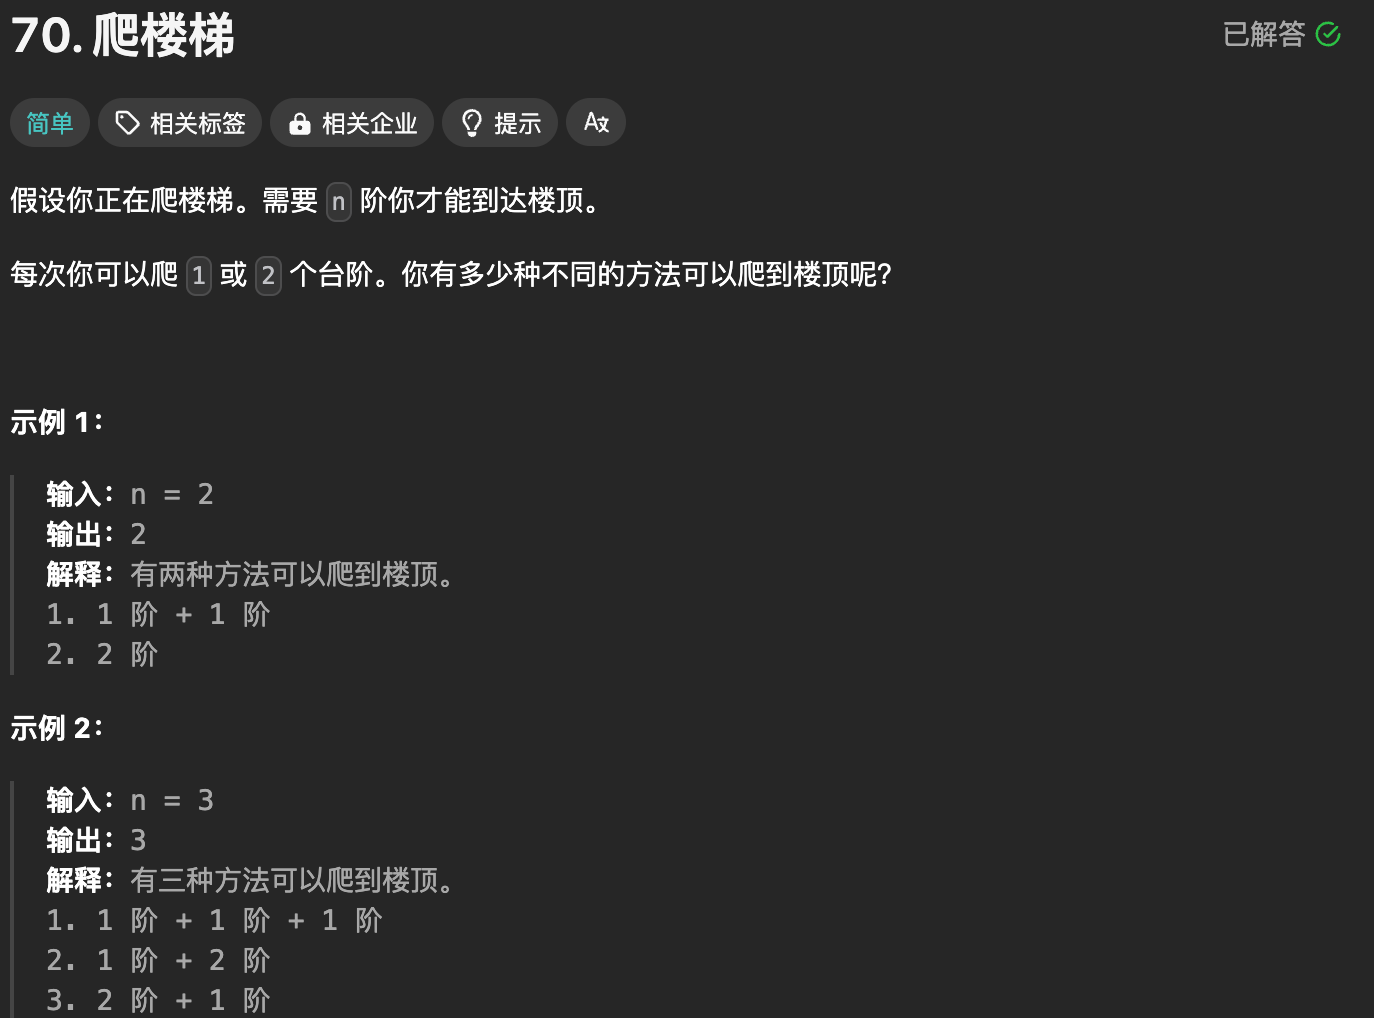 70. 爬楼梯
已解答
简单
相关标签
相关企业
提示
假设你正在爬楼梯。需要 n 阶你才能到达楼顶。
每次你可以爬 1 或 2 个台阶。你有多少种不同的方法可以爬到楼顶呢?
示例 1:
输入:n = 2
输出:2
解释:有两种方法可以爬到楼顶。
1. 1 阶 + 1 阶
2. 2 阶
示例 2:
输入:n = 3
输出:3
解释:有三种方法可以爬到楼顶。
1. 1 阶 + 1 阶 + 1 阶
2. 1 阶 + 2 阶
3. 2 阶 + 1 阶